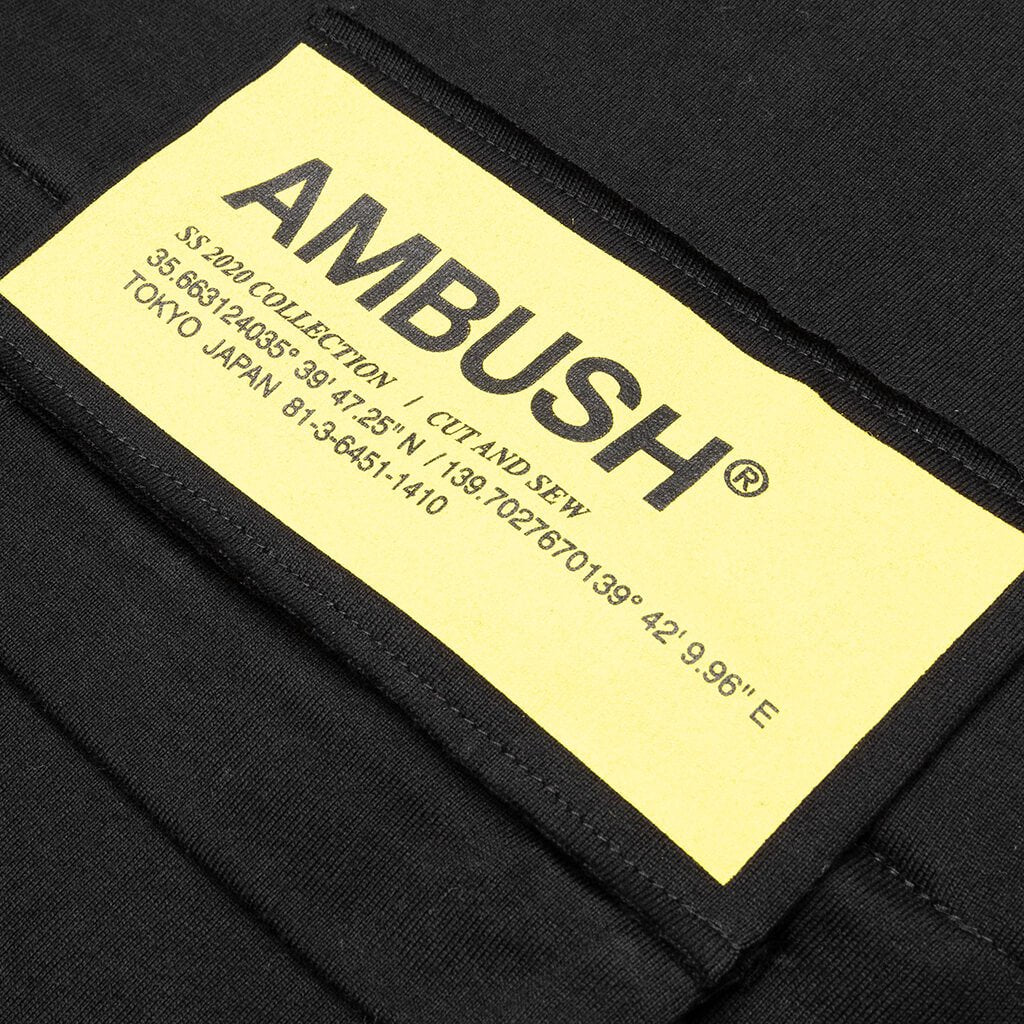 AMBUSH®
SS 2020 COLLECTION / CUT AND SEW
35.663124035° 39' 47.25" N / 139.7027670139° 42' 9.96" E
TOKYO JAPAN 81-3-6451-1410